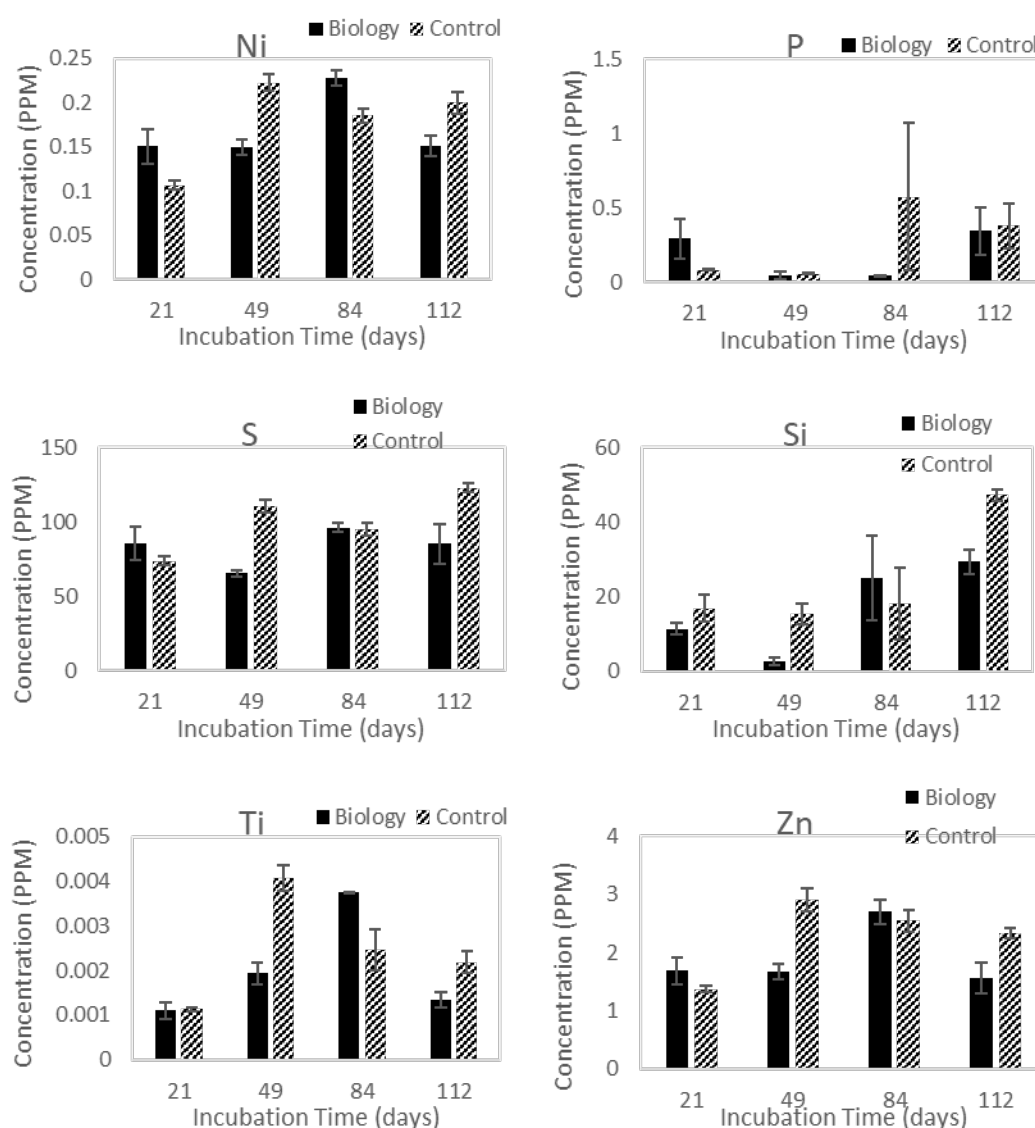 Ni
Biology Control
Concentration (PPM)
0.25
0.2
0.15
0.1
0.05
0
21 49 84 112
Incubation Time (days)
P
Biology Control
Concentration (PPM)
1.5
1
0.5
0
21 49 84 112
Incubation Time (days)
S
Biology
Control
Concentration (PPM)
150
100
50
0
21 49 84 112
Incubation Time (days)
Si
Biology
Control
Concentration (PPM)
60
40
20
0
21 49 84 112
Incubation Time (days)
Ti
Biology Control
Concentration (PPM)
0.005
0.004
0.003
0.002
0.001
0
21 49 84 112
Incubation Time (days)
Zn
Biology
Control
Concentration (PPM)
4
3
2
1
0
21 49 84 112
Incubation Time (days)